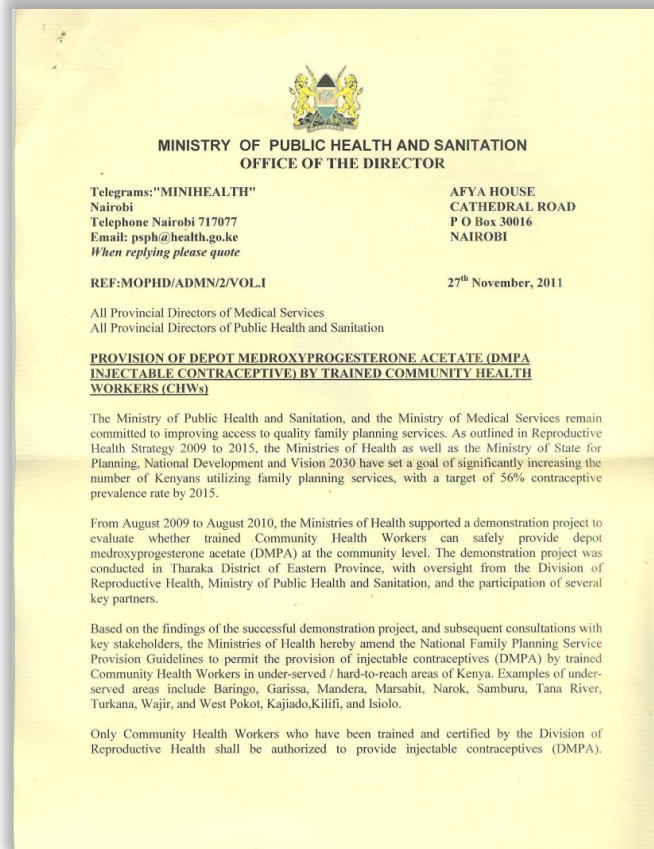 MINISTRY OF PUBLIC HEALTH AND SANITATION
OFFICE OF THE DIRECTOR
Telegrams:"MINIHEALTH"
Nairobi
Telephone Nairobi 717077
Email: psph@health.go.ke
When replying please quote
AFYA HOUSE
CATHEDRAL ROAD
P O Box 30016
NAIROBI
REF:MOPHD/ADMN/2/VOL.I
27th November, 2011
All Provincial Directors of Medical Services
All Provincial Directors of Public Health and Sanitation
PROVISION OF DEPOT MEDROXYPROGESTERONE ACETATE (DMPA
INJECTABLE CONTRACEPTIVE) BY TRAINED COMMUNITY HEALTH
WORKERS (CHWs)
The Ministry of Public Health and Sanitation, and the Ministry of Medical Services remain
committed to improving access to quality family planning services. As outlined in Reproductive
Health Strategy 2009 to 2015, the Ministries of Health as well as the Ministry of State for
Planning, National Development and Vision 2030 have set a goal of significantly increasing the
number of Kenyans utilizing family planning services, with a target of 56% contraceptive
prevalence rate by 2015.
From August 2009 to August 2010, the Ministries of Health supported a demonstration project to
evaluate whether trained Community Health Workers can safely provide depot
medroxyprogesterone acetate (DMPA) at the community level. The demonstration project was
conducted in Tharaka District of Eastern Province, with oversight from the Division of
Reproductive Health, Ministry of Public Health and Sanitation, and the participation of several
key partners.
Based on the findings of the successful demonstration project, and subsequent consultations with
key stakeholders, the Ministries of Health hereby amend the National Family Planning Service
Provision Guidelines to permit the provision of injectable contraceptives (DMPA) by trained
Community Health Workers in under-served / hard-to-reach areas of Kenya. Examples of under-
served areas include Baringo, Garissa, Mandera, Marsabit, Narok, Samburu, Tana River,
Turkana, Wajir, and West Pokot, Kajiado,Kilifi, and Isiolo.
Only Community Health Workers who have been trained and certified by the Division of
Reproductive Health shall be authorized to provide injectable contraceptives (DMPA).